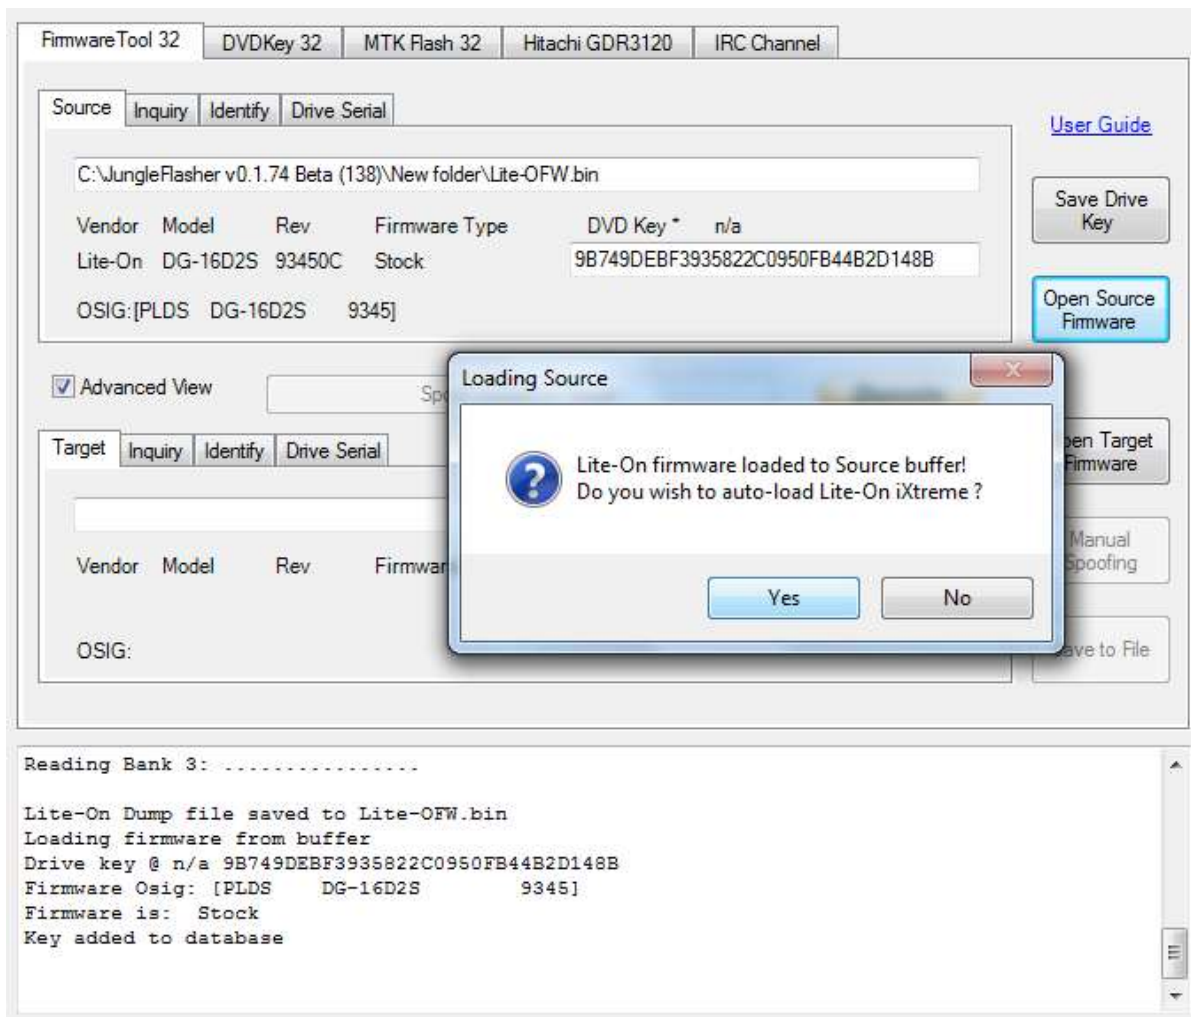 FirmwareTool 32 DVDKey 32 MTK Flash 32 Hitachi GDR3120 IRC Channel
Source Inquiry Identify Drive Serial
User Guide
C:\JungleFlasher v0.1.74 Beta (138)\New folder\Lite-OFW.bin
Save Drive
Key
Vendor Model Rev Firmware Type DVD Key * n/a
Lite-On DG-16D2S 93450C Stock 9B749DEBF3935822C0950FB44B2D148B
Open Source
Firmware
OSIG:[PLDS DG-16D2S 9345]
Advanced View
Loading Source
Target Inquiry Identify Drive Serial
Target
Firmware
Lite-On firmware loaded to Source buffer!
Do you wish to auto-load Lite-On iXtreme ?
Manual
Spoofing
Vendor Model Rev
Yes No
OSIG:
to File
Reading Bank 3: ................
Lite-On Dump file saved to Lite-OFW.bin
Loading firmware from buffer
Drive key @ n/a 9B749DEBF3935822C0950FB44B2D148B
Firmware Osig: [PLDS DG-16D2S 9345]
Firmware is: Stock
Key added to database